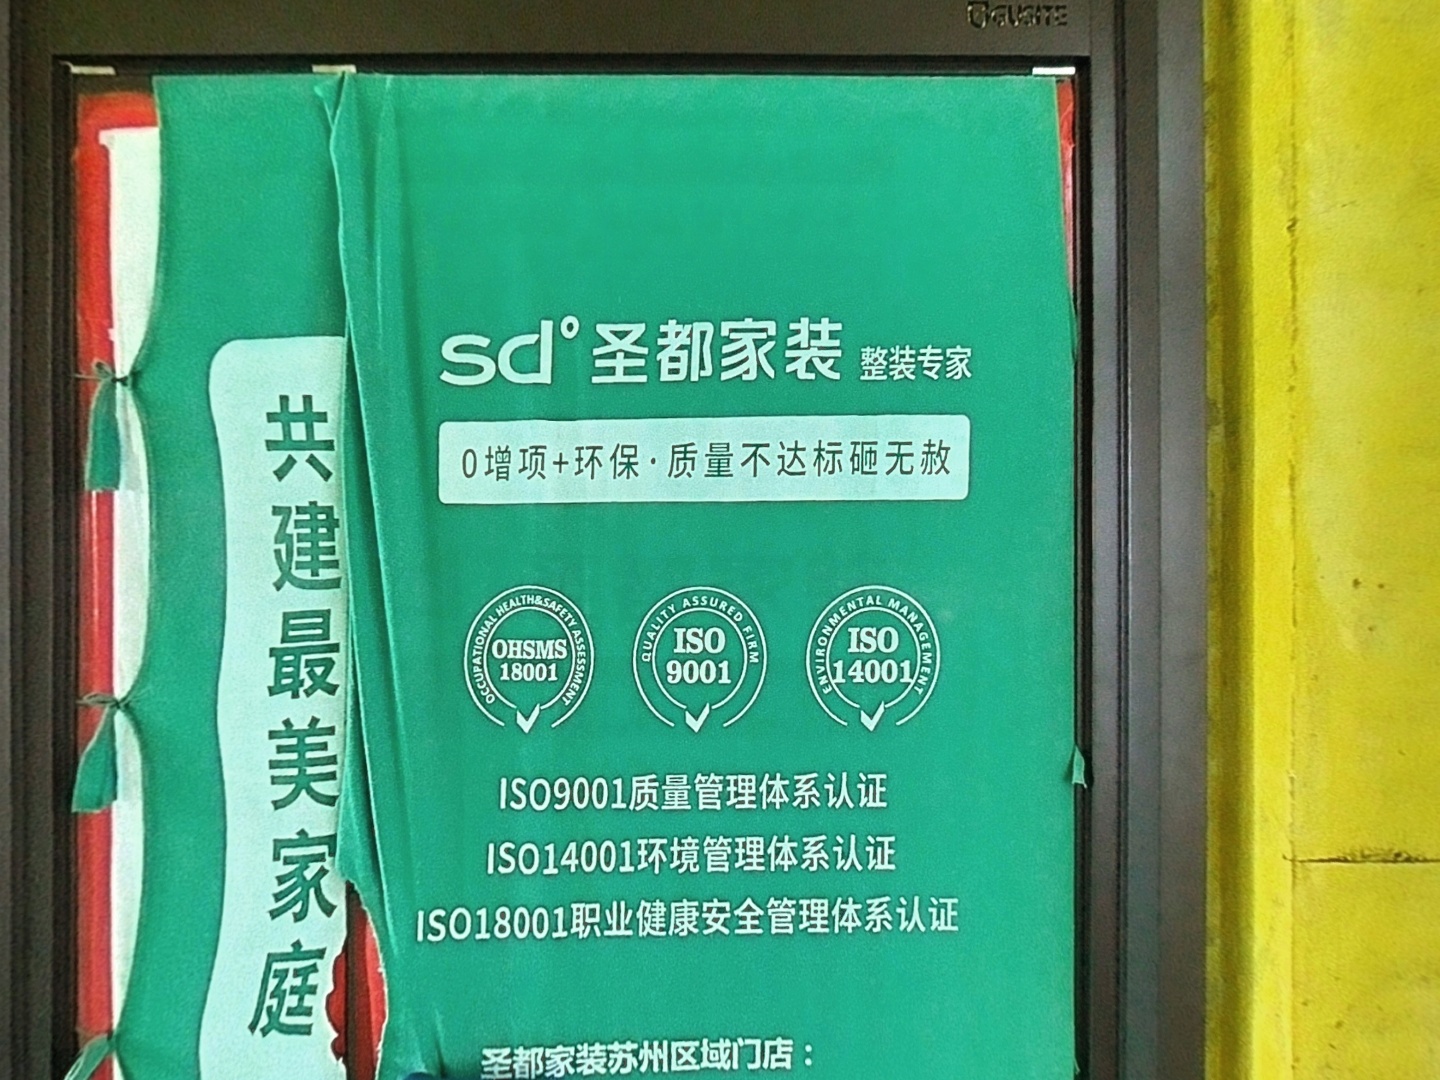 GUSITE
共建最美家庭
sd° 圣都家装 整装专家
0增项+环保·质量不达标砸无赦
OCCUPATIONAL HEALTH&SAFETY ASSESSMENT
OHSMS
18001
QUALITY ASSURED FIRM
ISO
9001
ENVIRONMENTAL MANAGEMENT
ISO
14001
ISO9001质量管理体系认证
ISO14001环境管理体系认证
ISO18001职业健康安全管理体系认证
圣都家装苏州区域门店：